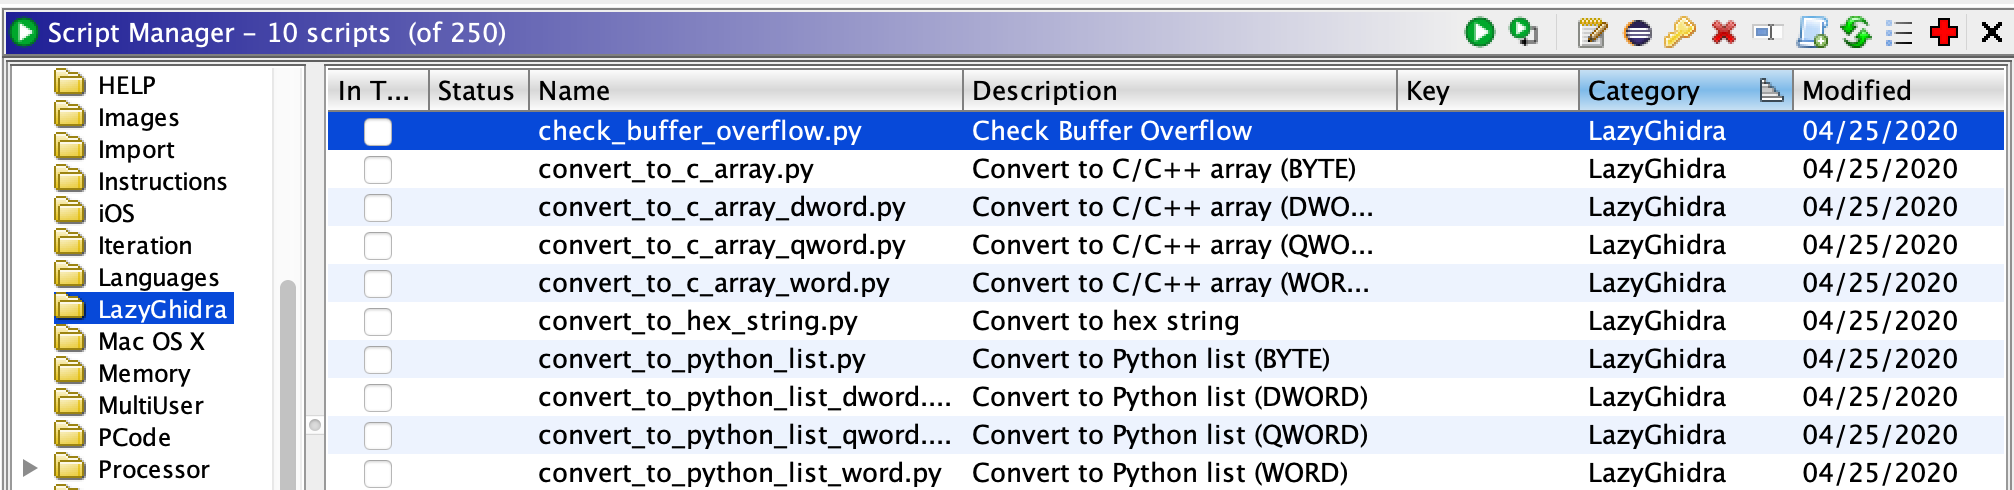 Script Manager – 10 scripts (of 250)
HELP
Images
Import
Instructions
iOS
Iteration
Languages
LazyGhidra
Mac OS X
Memory
MultiUser
PCode
Processor
In T... Status Name Description Key Category Modified
check_buffer_overflow.py Check Buffer Overflow LazyGhidra 04/25/2020
convert_to_c_array.py Convert to C/C++ array (BYTE) LazyGhidra 04/25/2020
convert_to_c_array_dword.py Convert to C/C++ array (DWO... LazyGhidra 04/25/2020
convert_to_c_array_qword.py Convert to C/C++ array (QWO... LazyGhidra 04/25/2020
convert_to_c_array_word.py Convert to C/C++ array (WOR... LazyGhidra 04/25/2020
convert_to_hex_string.py Convert to hex string LazyGhidra 04/25/2020
convert_to_python_list.py Convert to Python list (BYTE) LazyGhidra 04/25/2020
convert_to_python_list_dword.... Convert to Python list (DWORD) LazyGhidra 04/25/2020
convert_to_python_list_qword.... Convert to Python list (QWORD) LazyGhidra 04/25/2020
convert_to_python_list_word.py Convert to Python list (WORD) LazyGhidra 04/25/2020